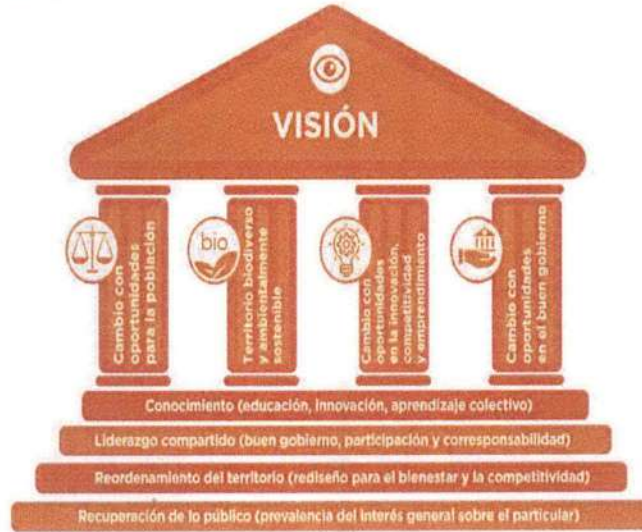 VISIÓN
Cambio con
oportunidades
para la población
bio
Territorio biodiverso
y ambientalmente
sostenible
Cambio con
oportunidades
en la innovación,
competitividad
y emprendimiento
Cambio con
oportunidades
en el buen gobierno
Conocimiento (educación, innovación, aprendizaje colectivo)
Liderazgo compartido (buen gobierno, participación y corresponsabilidad)
Reordenamiento del territorio (rediseño para el bienestar y la competitividad)
Recuperación de lo público (prevalencia del interés general sobre el particular)